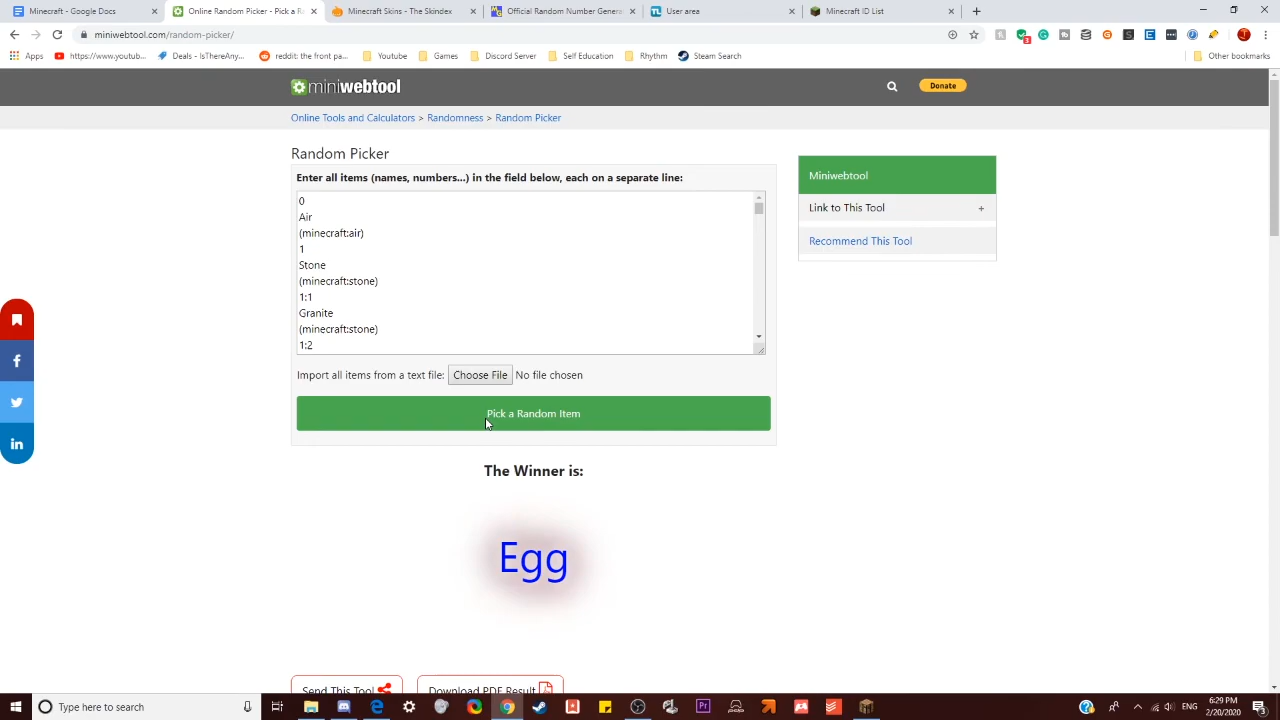 Minecraft - Google Docs
Online Random Picker - Pick a R
Minecraft Skins - The Skindex
Official Random Number Genera
User area
Minecraft ID List
miniwebtool.com/random-picker/
Apps
https://www.youtub...
Deals - IsThereAny...
reddit: the front pa...
Youtube
Games
Discord Server
Self Education
Rhythm
Steam Search
Other bookmarks
miniwebtool
Donate
Online Tools and Calculators > Randomness > Random Picker
Random Picker
Enter all items (names, numbers...) in the field below, each on a separate line:
0
Air
(minecraft:air)
1
Stone
(minecraft:stone)
1:1
Granite
(minecraft:stone)
1:2
Import all items from a text file: Choose File No file chosen
Pick a Random Item
Miniwebtool
Link to This Tool +
Recommend This Tool
The Winner is:
Egg
Send This Tool
Download PDF Result
Type here to search
ENG
6:29 PM
2/20/2020